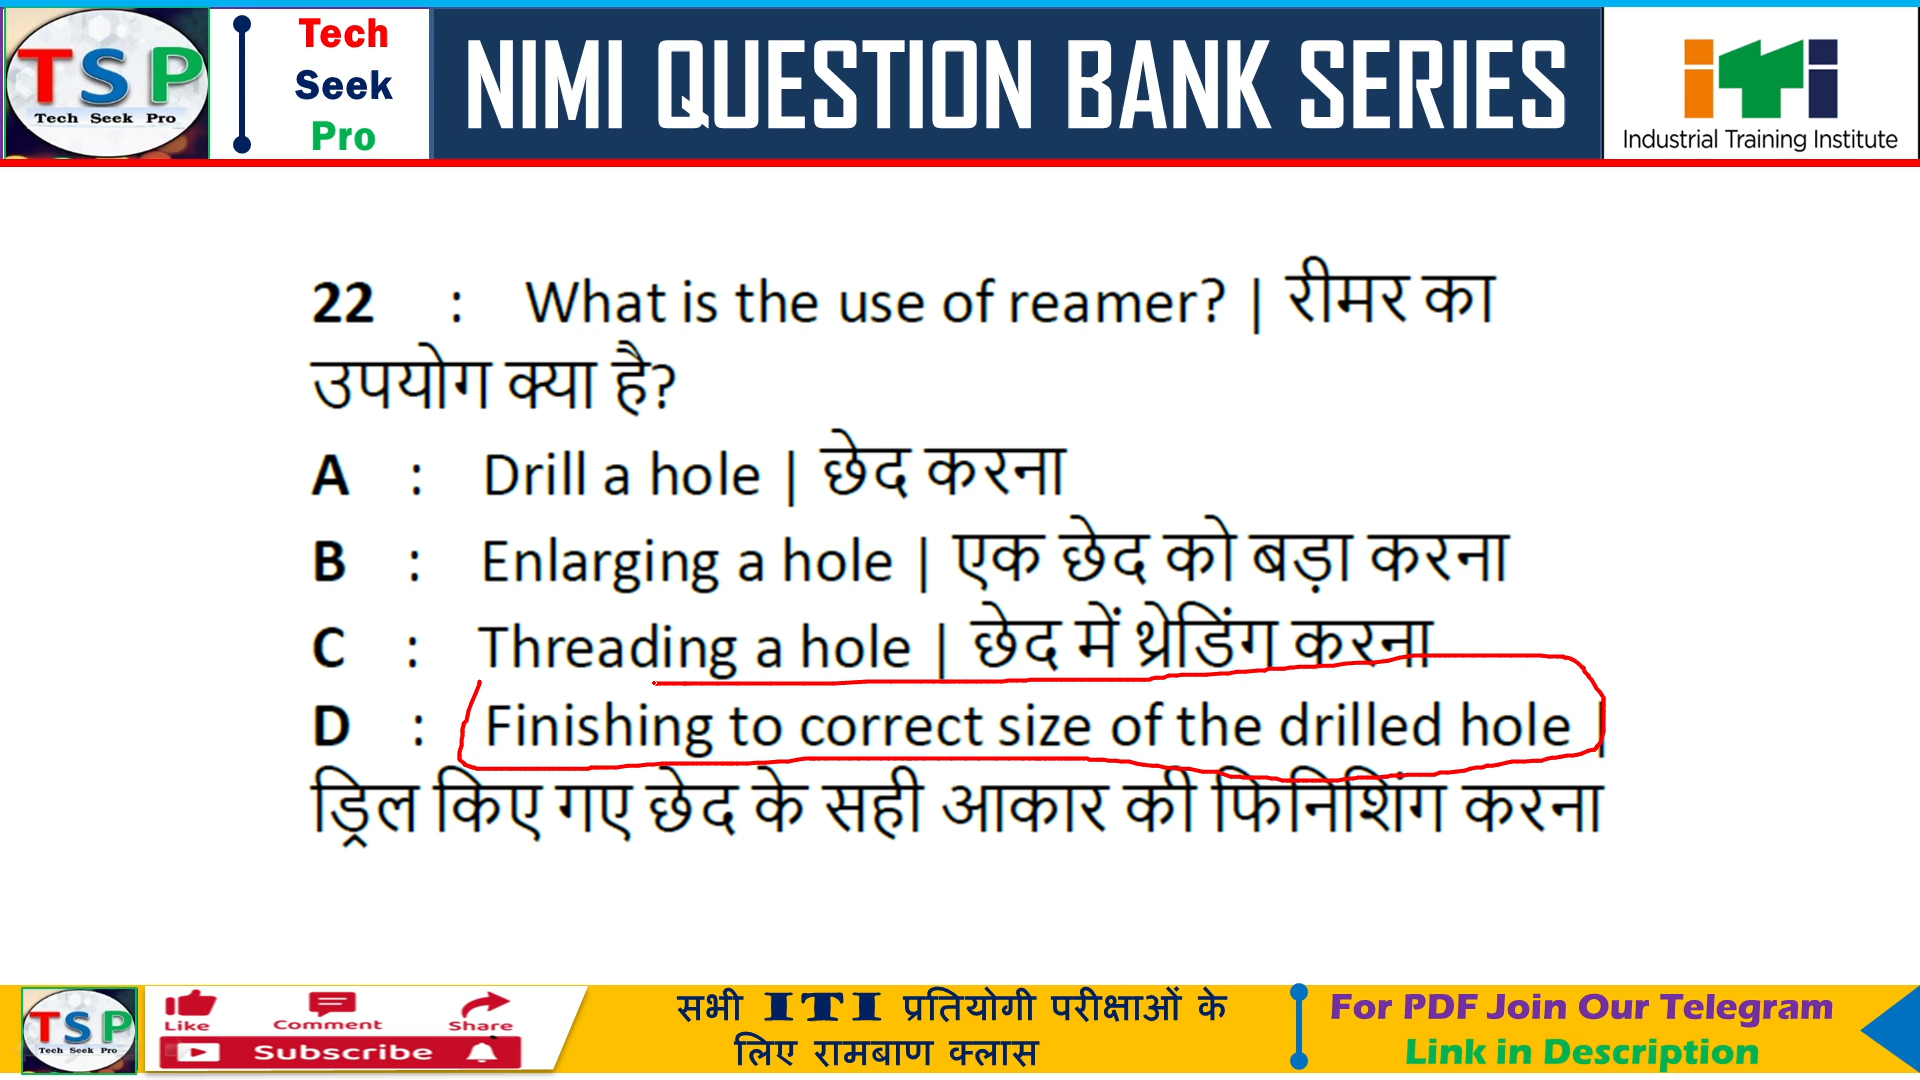 TSP
Tech Seek Pro
Tech
Seek
Pro
NIMI QUESTION BANK SERIES
iTi
Industrial Training Institute
22 : What is the use of reamer? | रीमर का
उपयोग क्या है?
A : Drill a hole | छेद करना
B : Enlarging a hole | एक छेद को बड़ा करना
C : Threading a hole | छेद में थ्रेडिंग करना
D : Finishing to correct size of the drilled hole |
ड्रिल किए गए छेद के सही आकार की फिनिशिंग करना
TSP
Tech Seek Pro
Like Comment Share
Subscribe
सभी ITI प्रतियोगी परीक्षाओं के
लिए रामबाण क्लास
For PDF Join Our Telegram
Link in Description